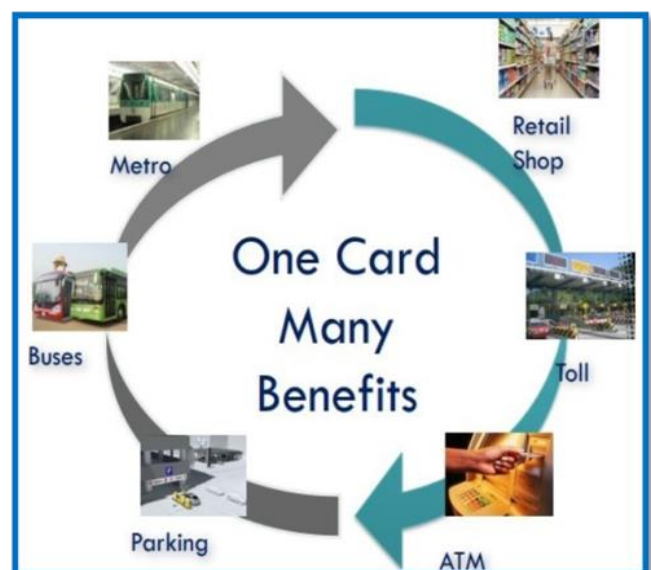 Retail
Shop
Metro
One Card
Many
Benefits
Buses
Toll
Parking
ATM